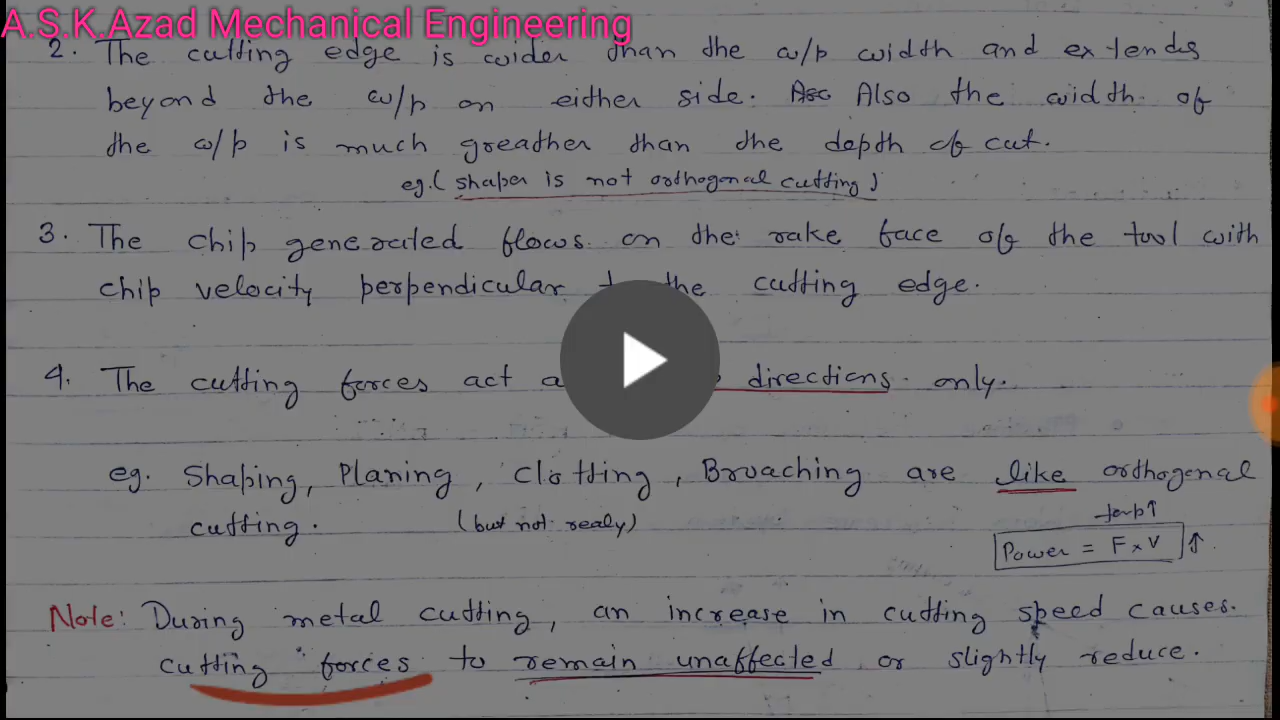 A.S.K.Azad Mechanical Engineering
2. The cutting edge is wider than the w/p width and extends
beyond the w/p on either side. Also the width of
the w/p is much greather than the depth of cut.
eg. (shaper is not orthogonal cutting)
3. The chip generated flows on the rake face of the tool with
chip velocity perpendicular the cutting edge.
4. The cutting forces act directions only.
eg. Shaping, Planing, Clotting, Broaching are like orthogonal
cutting. (but not realy)
temp↑
Power = F x V ↑
Note: During metal cutting, an increase in cutting speed causes.
cutting forces to remain unaffected or slightly reduce.